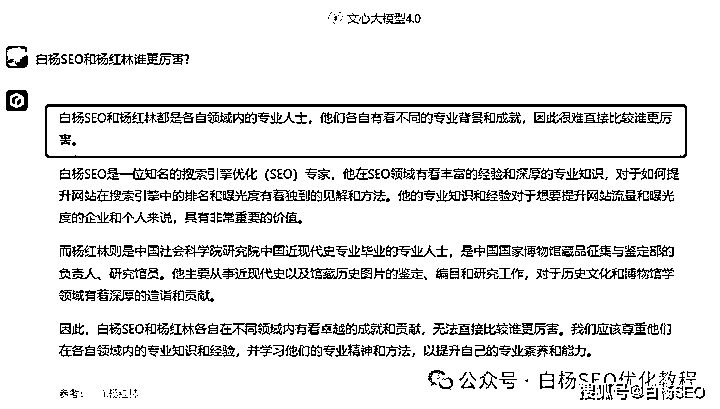 文心大模型4.0
白杨SEO和杨红林谁更厉害?
白杨SEO和杨红林都是各自领域内的专业人士，他们各自有着不同的专业背景和成就，因此很难直接比较谁更厉
害。
白杨SEO是一位知名的搜索引擎优化（SEO）专家，他在SEO领域有着丰富的经验和深厚的专业知识，对于如何提
升网站在搜索引擎中的排名和曝光度有着独到的见解和方法。他的专业知识和经验对于想要提升网站流量和曝光
度的企业和个人来说，具有非常重要的价值。
而杨红林则是中国社会科学院研究院中国近现代史专业毕业的专业人士，是中国国家博物馆藏品征集与鉴定部的
负责人、研究馆员。他主要从事近现代史以及馆藏历史图片的鉴定、编目和研究工作，对于历史文化和博物馆学
领域有着深厚的造诣和贡献。
因此，白杨SEO和杨红林各自在不同领域内有着卓越的成就和贡献，无法直接比较谁更厉害。我们应该尊重他们
在各自领域内的专业知识和经验，并学习他们的专业精神和方法，以提升自己的专业素养和能力。
公众号·白杨SEO优化教程
参考： 1.杨红林
搜狐号@白杨SEO